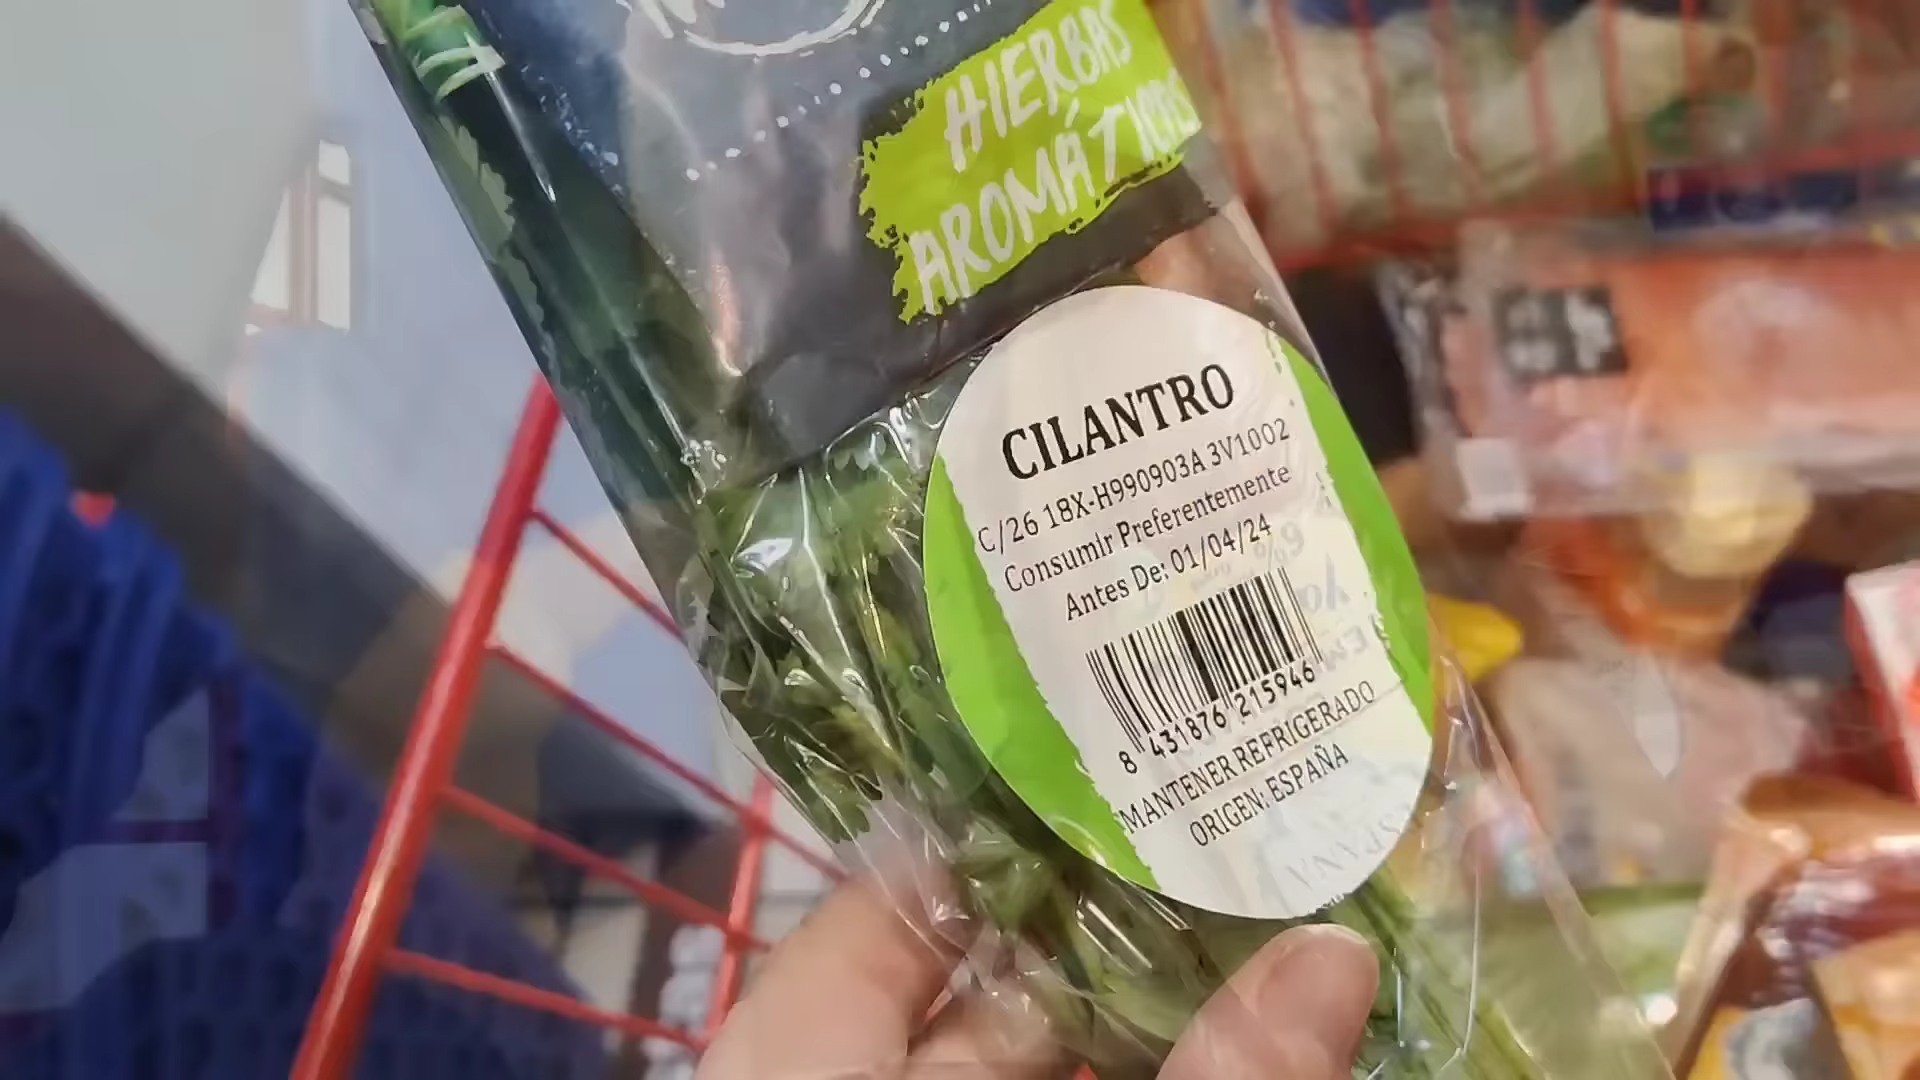 HIERBAS
AROMÁTICAS
CILANTRO
C/26 18X-H990903A 3V1002
Consumir Preferentemente
Antes De: 01/04/24
8 431876 215946
MANTENER REFRIGERADO
ORIGEN: ESPAÑA